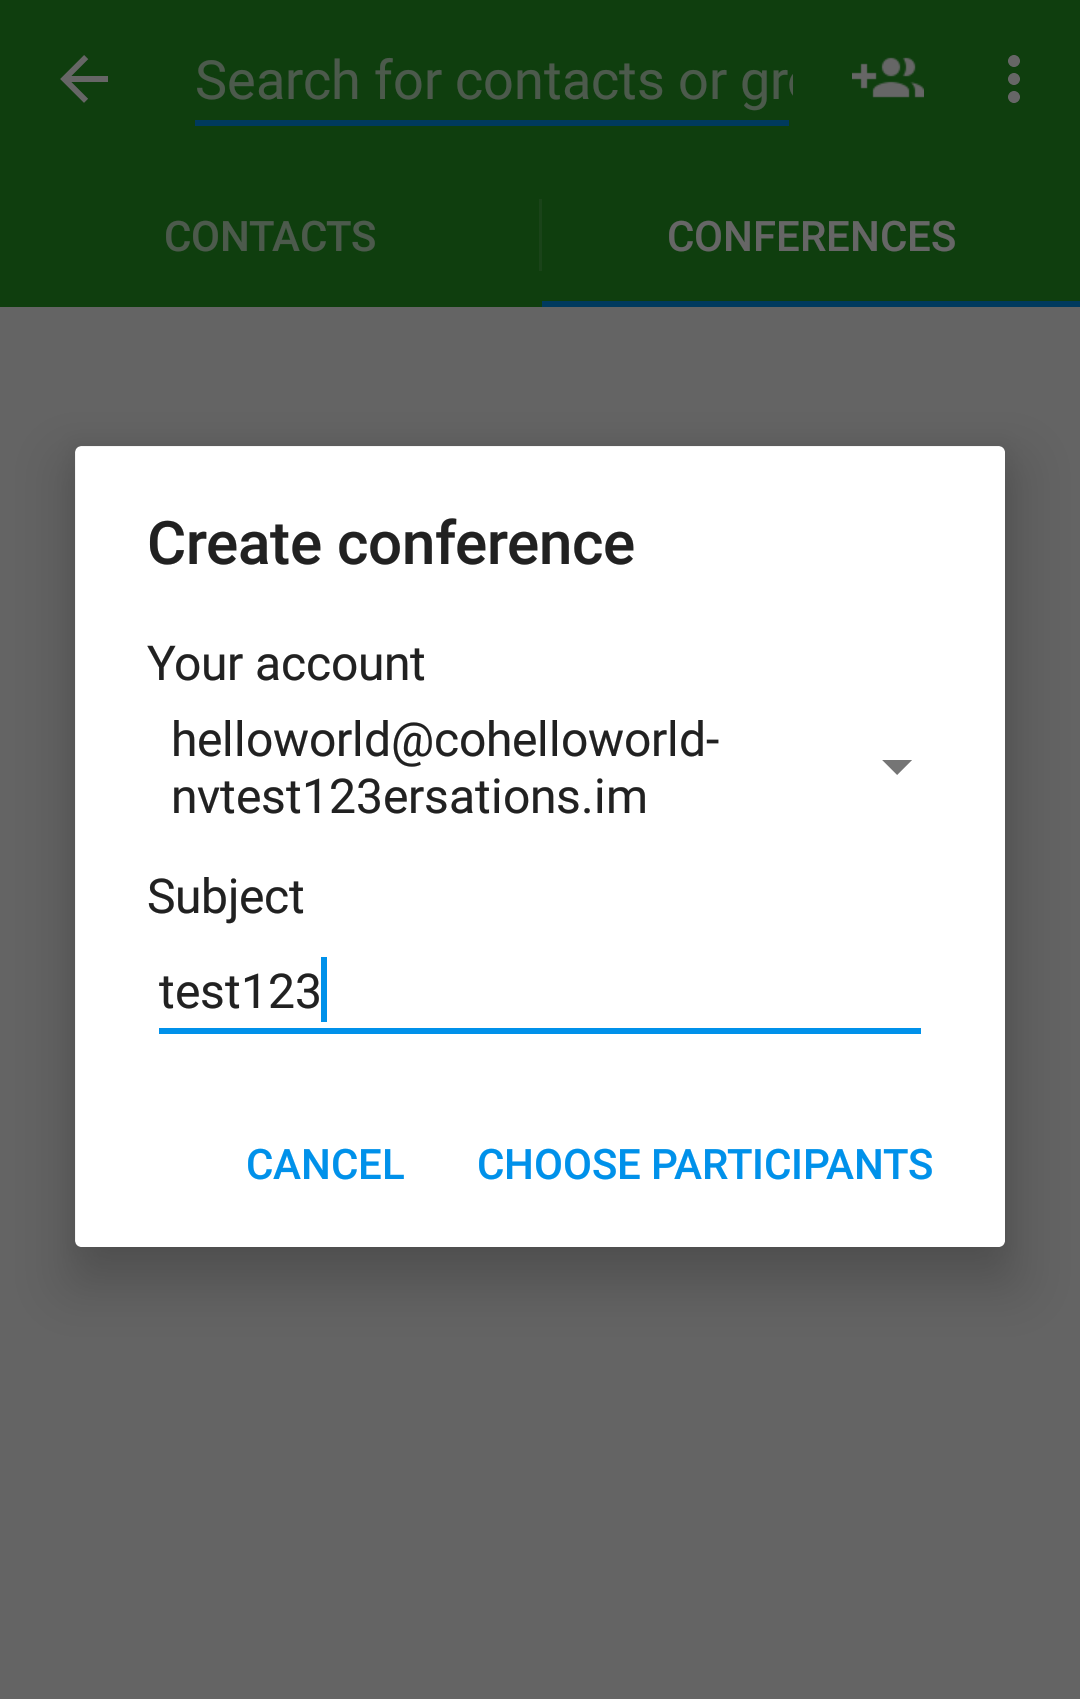 Search for contacts or gr
CONTACTS
CONFERENCES
Create conference
Your account
helloworld@cohelloworld-
nvtest123ersations.im
Subject
test123
CANCEL
CHOOSE PARTICIPANTS